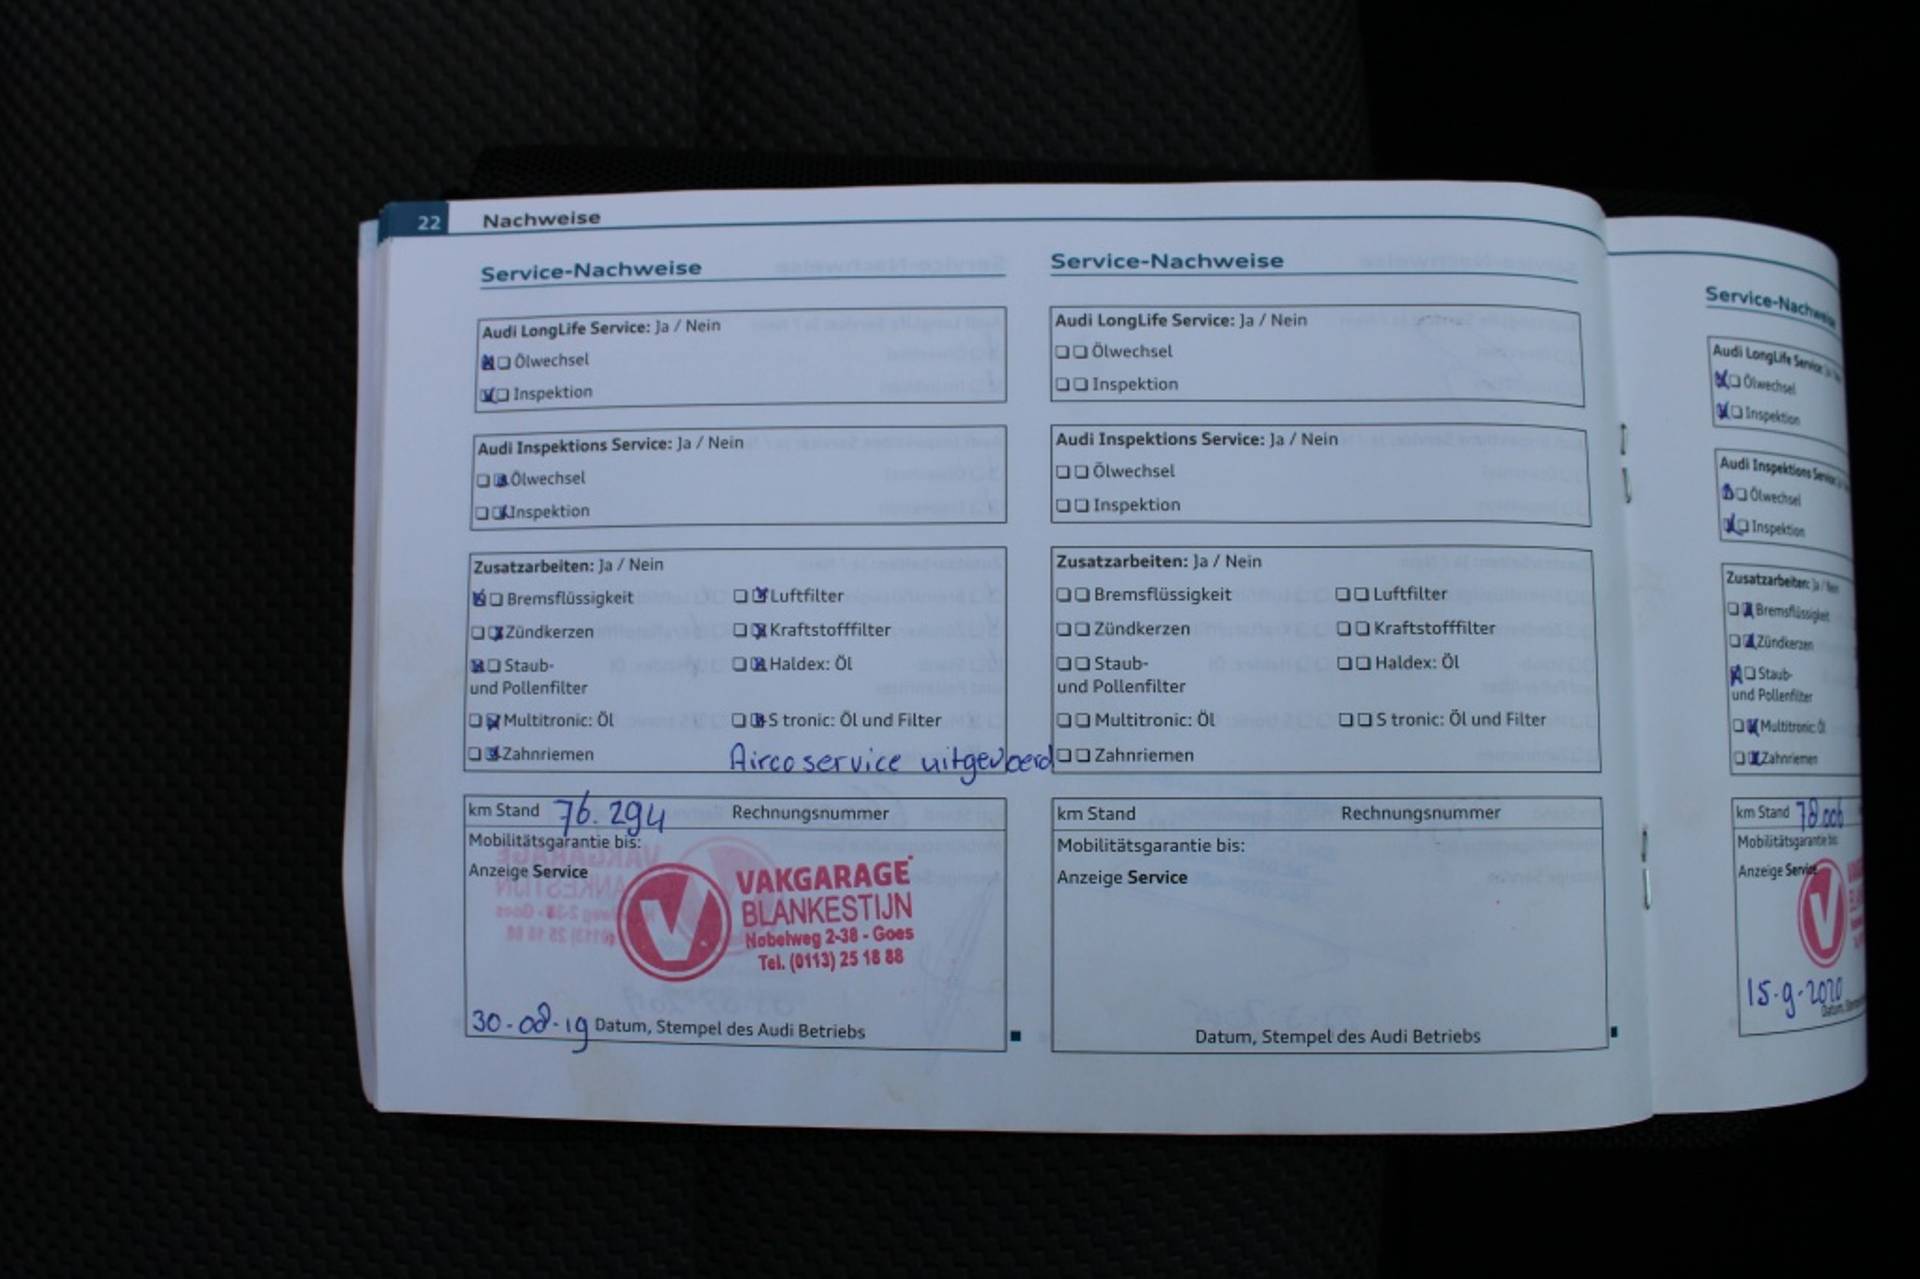 22 Nachweise
Service-Nachweise
Audi LongLife Service: Ja / Nein
Ölwechsel
Inspektion
Audi Inspektions Service: Ja / Nein
Ölwechsel
Inspektion
Zusatzarbeiten: Ja / Nein
Bremsflüssigkeit Luftfilter
Zündkerzen Kraftstofffilter
Staub- Haldex: Öl
und Pollenfilter
Multitronic: Öl S tronic: Öl und Filter
Zahnriemen
Airco service uitgevoerd
km Stand 76.294 Rechnungsnummer
Mobilitätsgarantie bis:
Anzeige Service
VAKGARAGE
BLANKESTIJN
Nobelweg 2-38 - Goes
Tel. (0113) 25 18 88
30-08-19 Datum, Stempel des Audi Betriebs
Service-Nachweise
Audi LongLife Service: Ja / Nein
Ölwechsel
Inspektion
Audi Inspektions Service: Ja / Nein
Ölwechsel
Inspektion
Zusatzarbeiten: Ja / Nein
Bremsflüssigkeit Luftfilter
Zündkerzen Kraftstofffilter
Staub- Haldex: Öl
und Pollenfilter
Multitronic: Öl S tronic: Öl und Filter
Zahnriemen
km Stand Rechnungsnummer
Mobilitätsgarantie bis:
Anzeige Service
Datum, Stempel des Audi Betriebs
Service-Nachweise
Audi LongLife Service: Ja
Ölwechsel
Inspektion
Audi Inspektions Service:
Ölwechsel
Inspektion
Zusatzarbeiten: Ja / Nein
Bremsflüssigkeit
Zündkerzen
Staub-
und Pollenfilter
Multitronic: Öl
Zahnriemen
km Stand 78.006
Mobilitätsgarantie bis:
Anzeige Service
15-9-2020